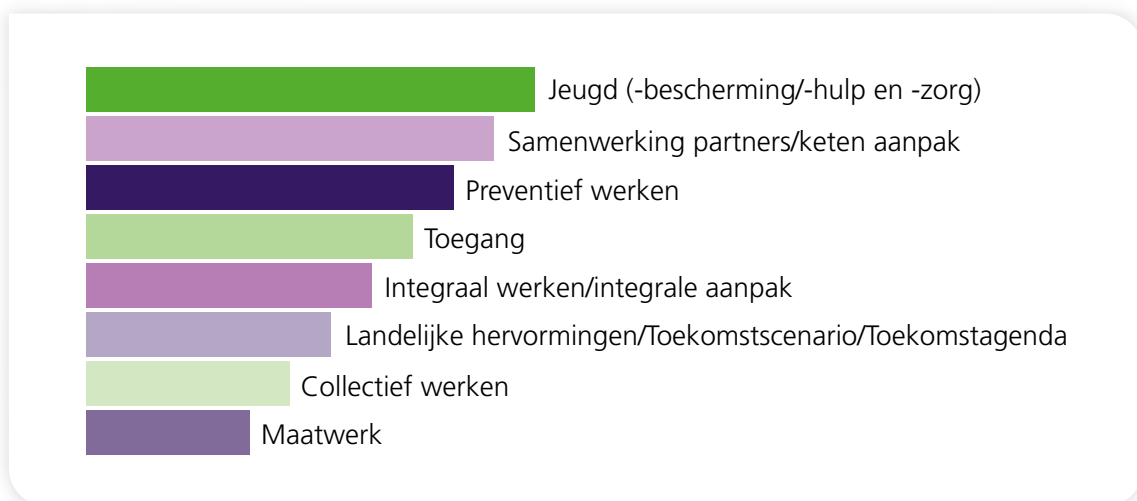 Jeugd (-bescherming/-hulp en -zorg)
Samenwerking partners/keten aanpak
Preventief werken
Toegang
Integraal werken/integrale aanpak
Landelijke hervormingen/Toekomstscenario/Toekomstagenda
Collectief werken
Maatwerk